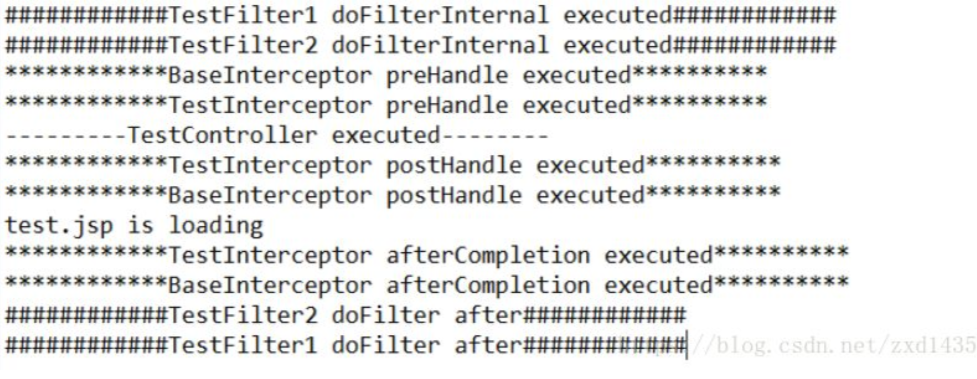 ############TestFilter1 doFilterInternal executed############
############TestFilter2 doFilterInternal executed############
************BaseInterceptor preHandle executed**********
************TestInterceptor preHandle executed**********
---------TestController executed--------
************TestInterceptor postHandle executed**********
************BaseInterceptor postHandle executed**********
test.jsp is loading
************TestInterceptor afterCompletion executed**********
************BaseInterceptor afterCompletion executed**********
############TestFilter2 doFilter after############
############TestFilter1 doFilter after############
//blog.csdn.net/zxd1435